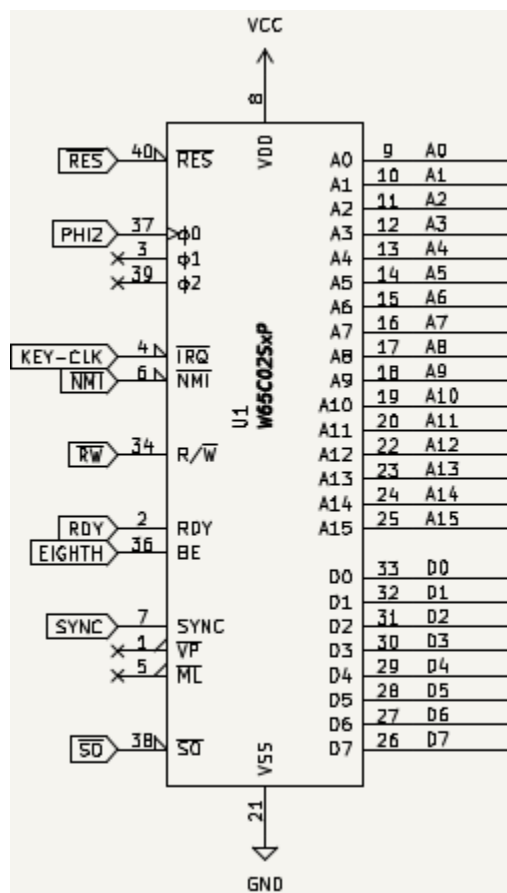 VCC
8
VDD
RES 40 RES
PHI2 37 ϕ0
3 ϕ1
39 ϕ2
KEY-CLK 4 IRQ
NMI 6 NMI
RW 34 R/W
RDY 2 RDY
EIGHTH 36 BE
SYNC 7 SYNC
1 VP
5 ML
SO 38 SO
U1
W65C02SxP
A0 9 A0
A1 10 A1
A2 11 A2
A3 12 A3
A4 13 A4
A5 14 A5
A6 15 A6
A7 16 A7
A8 17 A8
A9 18 A9
A10 19 A10
A11 20 A11
A12 22 A12
A13 23 A13
A14 24 A14
A15 25 A15
D0 33 D0
D1 32 D1
D2 31 D2
D3 30 D3
D4 29 D4
D5 28 D5
D6 27 D6
D7 26 D7
VSS
21
GND